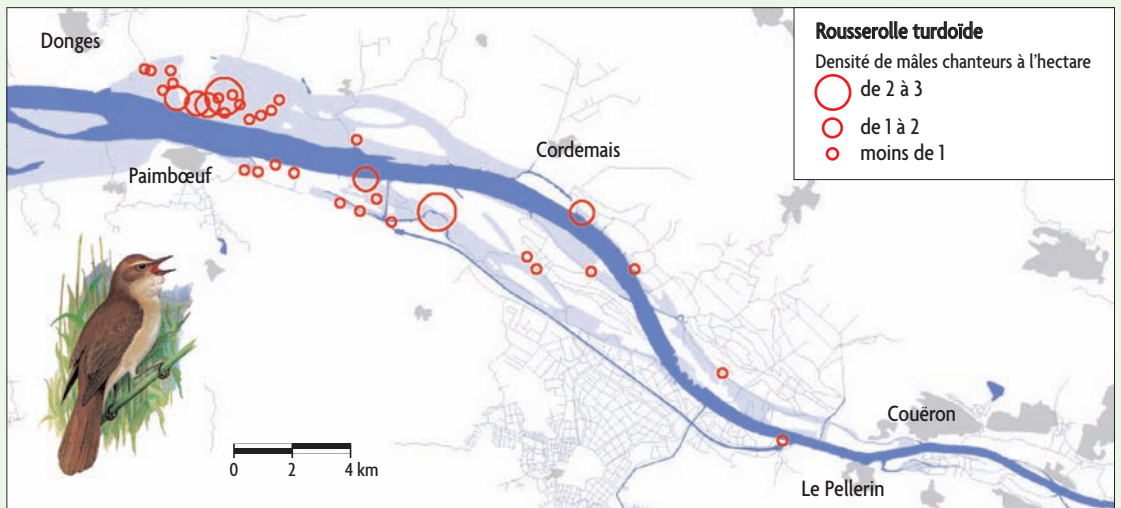 Donges
Rousserolle turdoïde
Densité de mâles chanteurs à l'hectare
de 2 à 3
de 1 à 2
moins de 1
Cordemais
Paimbœuf
Couëron
0 2 4 km
Le Pellerin